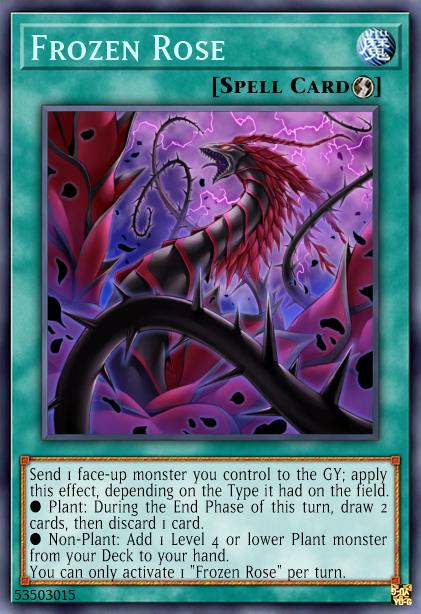 Frozen Rose
魔
[Spell Card]
Send 1 face-up monster you control to the GY; apply
this effect, depending on the Type it had on the field.
● Plant: During the End Phase of this turn, draw 2
cards, then discard 1 card.
● Non-Plant: Add 1 Level 4 or lower Plant monster
from your Deck to your hand.
You can only activate 1 "Frozen Rose" per turn.
53503015